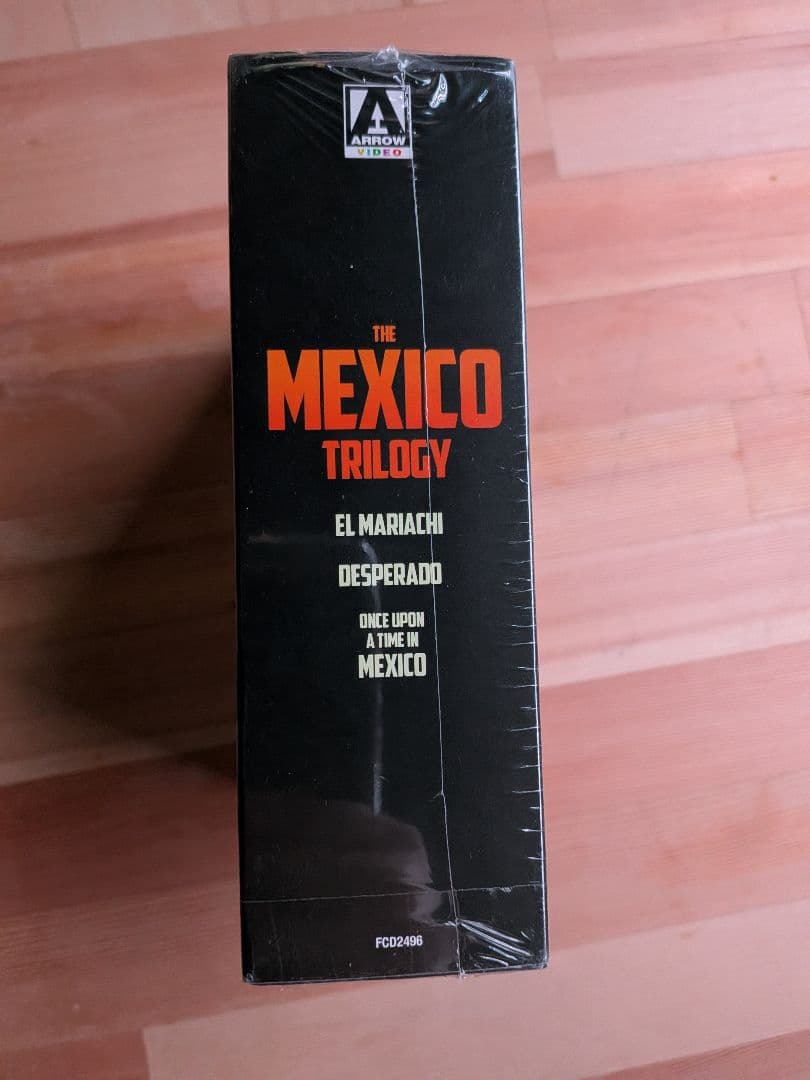 ARROW
VIDEO
THE
MEXICO
TRILOGY
EL MARIACHI
DESPERADO
ONCE UPON
A TIME IN
MEXICO
FCD2496